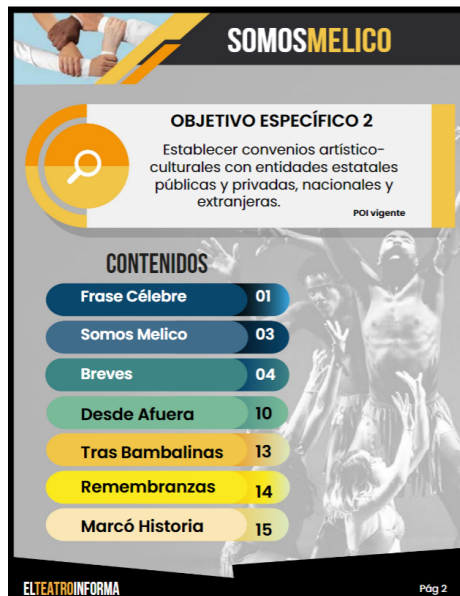 SOMOSMELICO
OBJETIVO ESPECÍFICO 2
Establecer convenios artístico-
culturales con entidades estatales
públicas y privadas, nacionales y
extranjeras.
POI vigente
CONTENIDOS
Frase Célebre 01
Somos Melico 03
Breves 04
Desde Afuera 10
Tras Bambalinas 13
Remembranzas 14
Marcó Historia 15
ELTEATROINFORMA
Pág 2